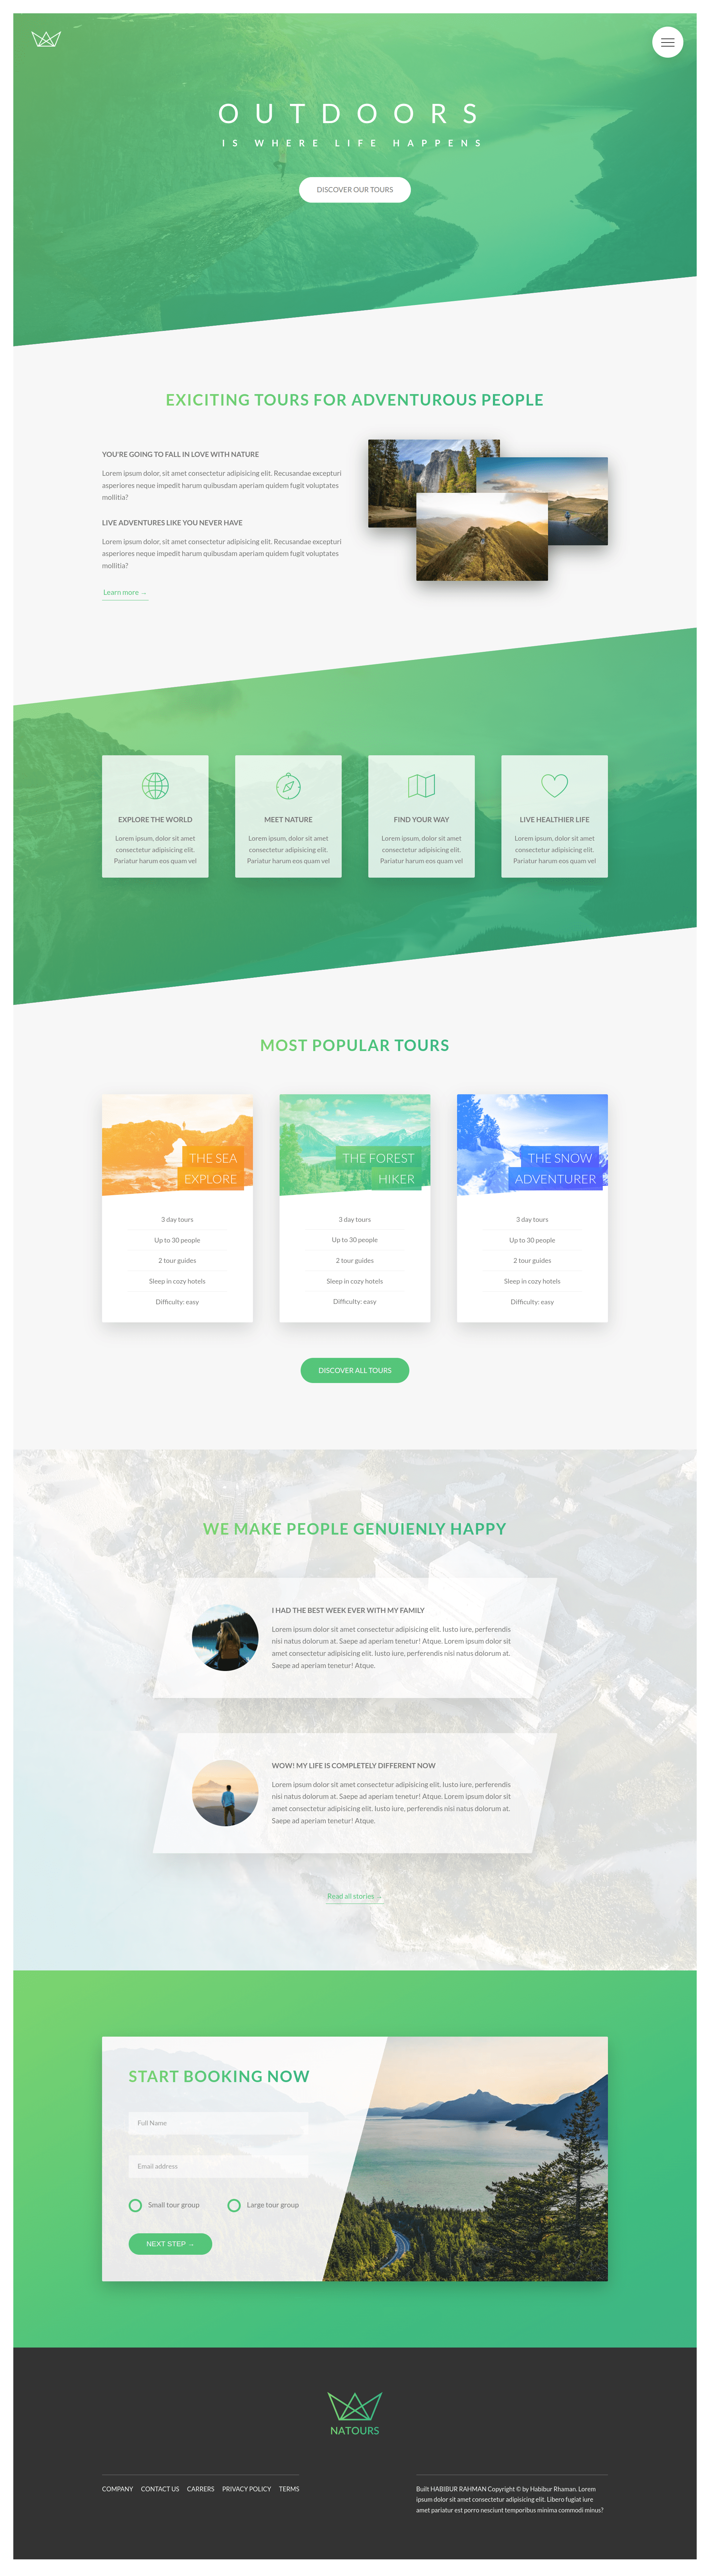 OUTDOORS
IS WHERE LIFE HAPPENS
DISCOVER OUR TOURS
EXICITING TOURS FOR ADVENTUROUS PEOPLE
YOU'RE GOING TO FALL IN LOVE WITH NATURE
Lorem ipsum dolor, sit amet consectetur adipisicing elit. Recusandae excepturi
asperiores neque impedit harum quibusdam aperiam quidem fugit voluptates
mollitia?
LIVE ADVENTURES LIKE YOU NEVER HAVE
Lorem ipsum dolor, sit amet consectetur adipisicing elit. Recusandae excepturi
asperiores neque impedit harum quibusdam aperiam quidem fugit voluptates
mollitia?
Learn more →
EXPLORE THE WORLD
Lorem ipsum, dolor sit amet
consectetur adipisicing elit.
Pariatur harum eos quam vel
MEET NATURE
Lorem ipsum, dolor sit amet
consectetur adipisicing elit.
Pariatur harum eos quam vel
FIND YOUR WAY
Lorem ipsum, dolor sit amet
consectetur adipisicing elit.
Pariatur harum eos quam vel
LIVE HEALTHIER LIFE
Lorem ipsum, dolor sit amet
consectetur adipisicing elit.
Pariatur harum eos quam vel
MOST POPULAR TOURS
THE SEA
EXPLORE
3 day tours
Up to 30 people
2 tour guides
Sleep in cozy hotels
Difficulty: easy
THE FOREST
HIKER
3 day tours
Up to 30 people
2 tour guides
Sleep in cozy hotels
Difficulty: easy
THE SNOW
ADVENTURER
3 day tours
Up to 30 people
2 tour guides
Sleep in cozy hotels
Difficulty: easy
DISCOVER ALL TOURS
WE MAKE PEOPLE GENUIENLY HAPPY
I HAD THE BEST WEEK EVER WITH MY FAMILY
Lorem ipsum dolor sit amet consectetur adipisicing elit. Iusto iure, perferendis
nisi natus dolorum at. Saepe ad aperiam tenetur! Atque. Lorem ipsum dolor sit
amet consectetur adipisicing elit. Iusto iure, perferendis nisi natus dolorum at.
Saepe ad aperiam tenetur! Atque.
WOW! MY LIFE IS COMPLETELY DIFFERENT NOW
Lorem ipsum dolor sit amet consectetur adipisicing elit. Iusto iure, perferendis
nisi natus dolorum at. Saepe ad aperiam tenetur! Atque. Lorem ipsum dolor sit
amet consectetur adipisicing elit. Iusto iure, perferendis nisi natus dolorum at.
Saepe ad aperiam tenetur! Atque.
Read all stories →
START BOOKING NOW
Full Name
Email address
Small tour group
Large tour group
NEXT STEP →
NATOURS
COMPANY CONTACT US CARRERS PRIVACY POLICY TERMS
Built HABIBUR RAHMAN Copyright © by Habibur Rhaman. Lorem
ipsum dolor sit amet consectetur adipisicing elit. Libero fugiat iure
amet pariatur est porro nesciunt temporibus minima commodi minus?